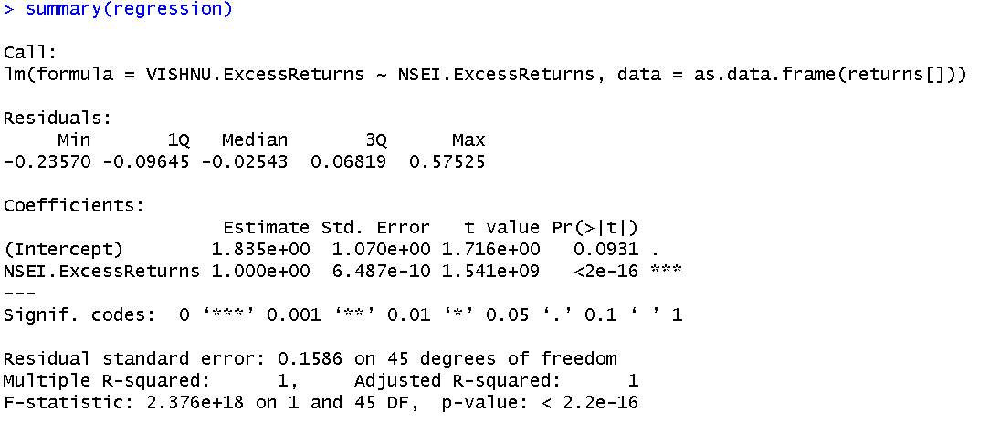 > summary(regression)
Call:
lm(formula = VISHNU.ExcessReturns ~ NSEI.ExcessReturns, data = as.data.frame(returns[]))
Residuals:
     Min       1Q   Median       3Q      Max
-0.23570 -0.09645 -0.02543  0.06819  0.57525
Coefficients:
                    Estimate Std. Error   t value Pr(>|t|)
(Intercept)        1.835e+00  1.070e+00 1.716e+00   0.0931 .
NSEI.ExcessReturns 1.000e+00  6.487e-10 1.541e+09   <2e-16 ***
---
Signif. codes:  0 ‘***’ 0.001 ‘**’ 0.01 ‘*’ 0.05 ‘.’ 0.1 ‘ ’ 1
Residual standard error: 0.1586 on 45 degrees of freedom
Multiple R-squared:      1,     Adjusted R-squared:      1
F-statistic: 2.376e+18 on 1 and 45 DF,  p-value: < 2.2e-16